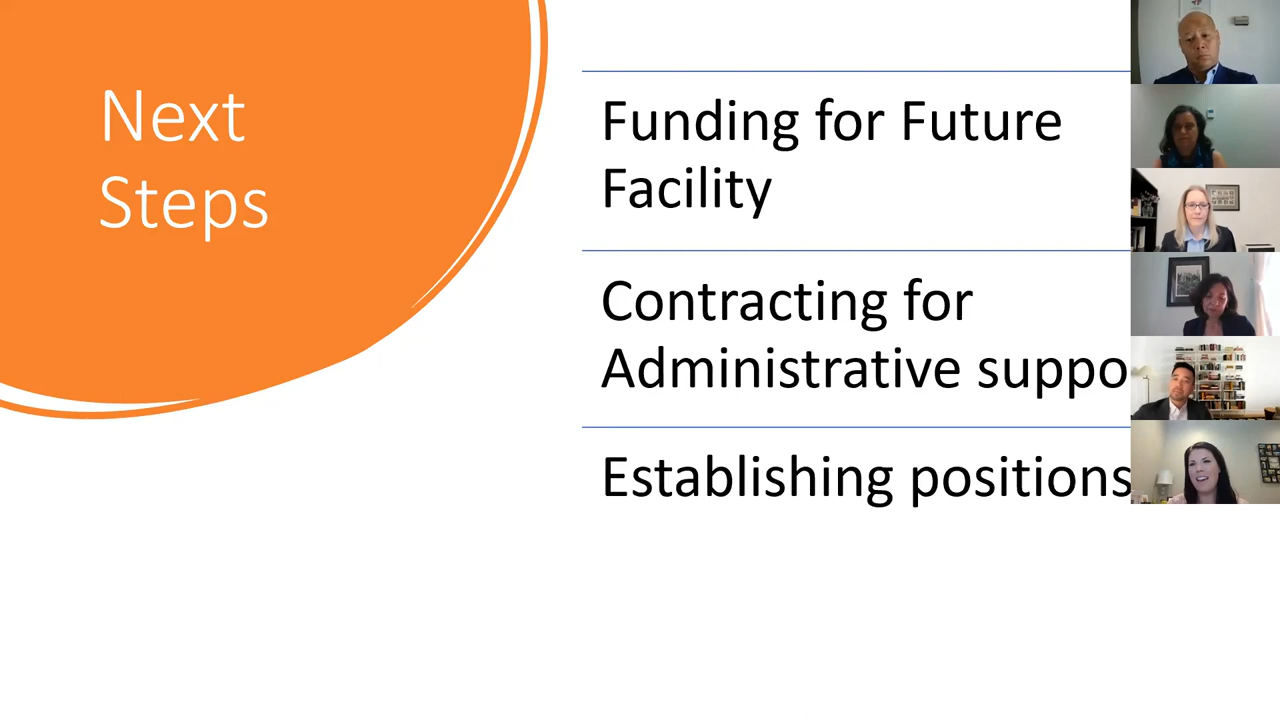 Next
Steps
Funding for Future
Facility
Contracting for
Administrative suppo
Establishing positions